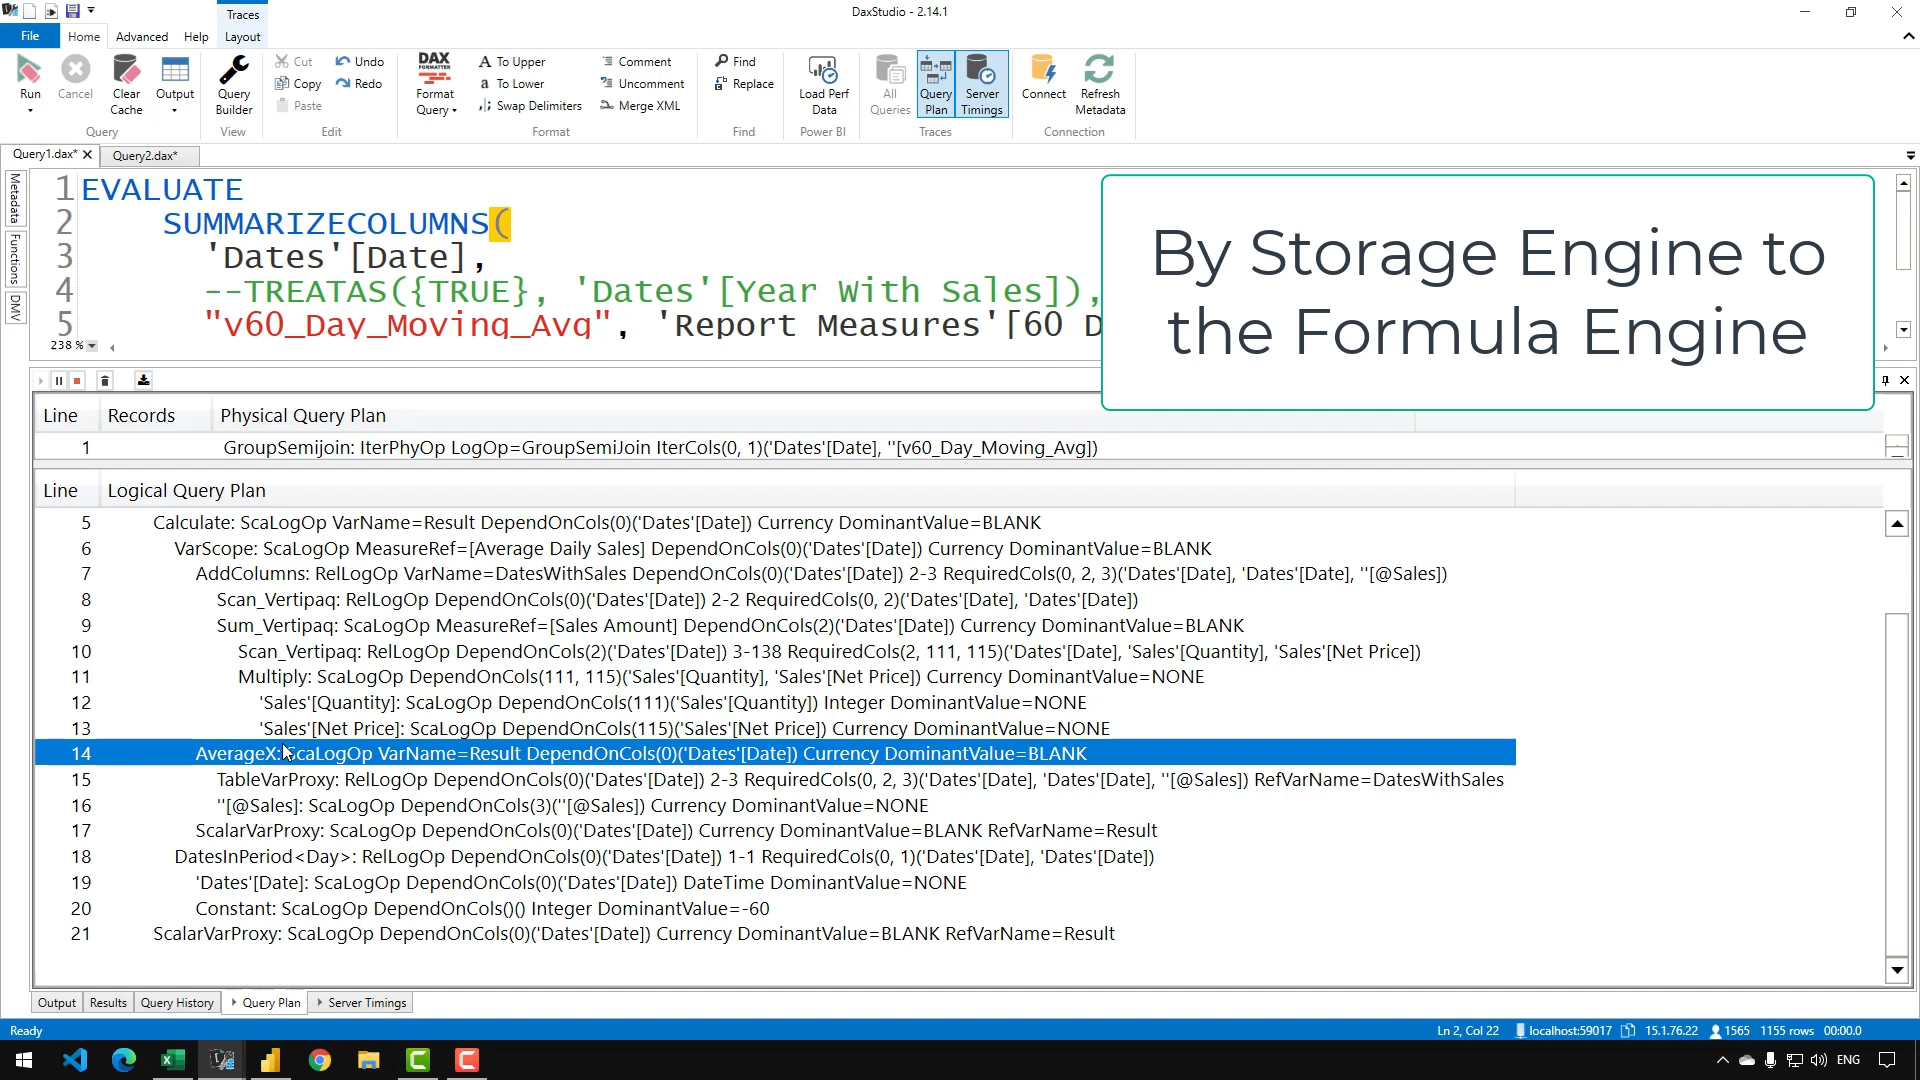 Traces
DaxStudio - 2.14.1
File
Home
Advanced
Help
Layout
Run
Cancel
Clear
Cache
Output
Query
Builder
Cut
Copy
Paste
Undo
Redo
DAX
FORMATTER
Format
Query
To Upper
To Lower
Swap Delimiters
Comment
Uncomment
Merge XML
Find
Replace
Load Perf
Data
All
Queries
Query
Plan
Server
Timings
Connect
Refresh
Metadata
Query
View
Edit
Format
Find
Power BI
Traces
Connection
Query1.dax*
Query2.dax*
Metadata
Functions
DMV
1 EVALUATE
2 SUMMARIZECOLUMNS(
3 'Dates'[Date],
4 --TREATAS({TRUE}, 'Dates'[Year With Sales]),
5 "v60_Day_Moving_Avg", 'Report Measures'[60 D
238 %
By Storage Engine to
the Formula Engine
Line Records Physical Query Plan
1 GroupSemijoin: IterPhyOp LogOp=GroupSemiJoin IterCols(0, 1)('Dates'[Date], ''[v60_Day_Moving_Avg])
Line Logical Query Plan
5 Calculate: ScaLogOp VarName=Result DependOnCols(0)('Dates'[Date]) Currency DominantValue=BLANK
6 VarScope: ScaLogOp MeasureRef=[Average Daily Sales] DependOnCols(0)('Dates'[Date]) Currency DominantValue=BLANK
7 AddColumns: RelLogOp VarName=DatesWithSales DependOnCols(0)('Dates'[Date]) 2-3 RequiredCols(0, 2, 3)('Dates'[Date], 'Dates'[Date], ''[@Sales])
8 Scan_Vertipaq: RelLogOp DependOnCols(0)('Dates'[Date]) 2-2 RequiredCols(0, 2)('Dates'[Date], 'Dates'[Date])
9 Sum_Vertipaq: ScaLogOp MeasureRef=[Sales Amount] DependOnCols(2)('Dates'[Date]) Currency DominantValue=BLANK
10 Scan_Vertipaq: RelLogOp DependOnCols(2)('Dates'[Date]) 3-138 RequiredCols(2, 111, 115)('Dates'[Date], 'Sales'[Quantity], 'Sales'[Net Price])
11 Multiply: ScaLogOp DependOnCols(111, 115)('Sales'[Quantity], 'Sales'[Net Price]) Currency DominantValue=NONE
12 'Sales'[Quantity]: ScaLogOp DependOnCols(111)('Sales'[Quantity]) Integer DominantValue=NONE
13 'Sales'[Net Price]: ScaLogOp DependOnCols(115)('Sales'[Net Price]) Currency DominantValue=NONE
14 AverageX: ScaLogOp VarName=Result DependOnCols(0)('Dates'[Date]) Currency DominantValue=BLANK
15 TableVarProxy: RelLogOp DependOnCols(0)('Dates'[Date]) 2-3 RequiredCols(0, 2, 3)('Dates'[Date], 'Dates'[Date], ''[@Sales]) RefVarName=DatesWithSales
16 ''[@Sales]: ScaLogOp DependOnCols(3)(''[@Sales]) Currency DominantValue=NONE
17 ScalarVarProxy: ScaLogOp DependOnCols(0)('Dates'[Date]) Currency DominantValue=BLANK RefVarName=Result
18 DatesInPeriod<Day>: RelLogOp DependOnCols(0)('Dates'[Date]) 1-1 RequiredCols(0, 1)('Dates'[Date], 'Dates'[Date])
19 'Dates'[Date]: ScaLogOp DependOnCols(0)('Dates'[Date]) DateTime DominantValue=NONE
20 Constant: ScaLogOp DependOnCols()() Integer DominantValue=-60
21 ScalarVarProxy: ScaLogOp DependOnCols(0)('Dates'[Date]) Currency DominantValue=BLANK RefVarName=Result
Output
Results
Query History
Query Plan
Server Timings
Ready
Ln 2, Col 22
localhost:59017
15.1.76.22
1565
1155 rows
00:00.0
ENG